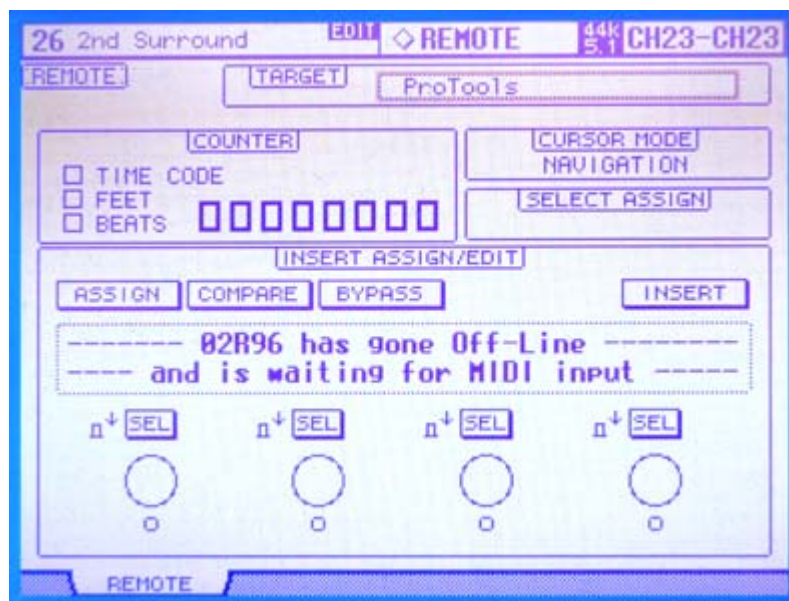 26 2nd Surround EDIT ◇REMOTE 44k 5.1 CH23-CH23
REMOTE TARGET ProTools
COUNTER
TIME CODE
FEET
BEATS
CURSOR MODE
NAVIGATION
SELECT ASSIGN
INSERT ASSIGN/EDIT
ASSIGN COMPARE BYPASS INSERT
------- 02R96 has gone Off-Line --------
---- and is waiting for MIDI input -----
SEL SEL SEL SEL
REMOTE